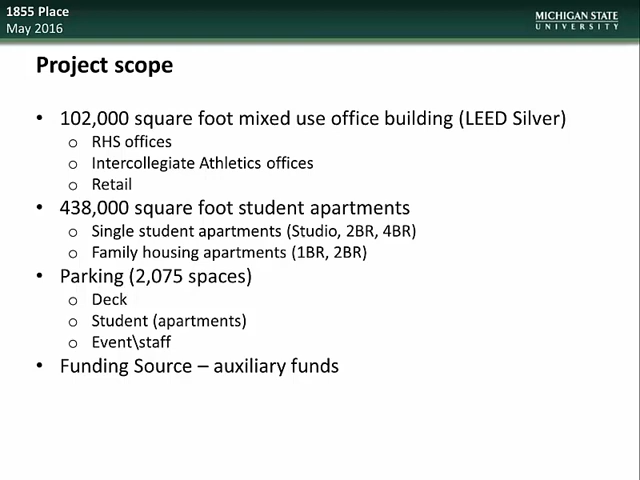 1855 Place
May 2016
MICHIGAN STATE
UNIVERSITY
Project scope
• 102,000 square foot mixed use office building (LEED Silver)
o RHS offices
o Intercollegiate Athletics offices
o Retail
• 438,000 square foot student apartments
o Single student apartments (Studio, 2BR, 4BR)
o Family housing apartments (1BR, 2BR)
• Parking (2,075 spaces)
o Deck
o Student (apartments)
o Event\staff
• Funding Source – auxiliary funds